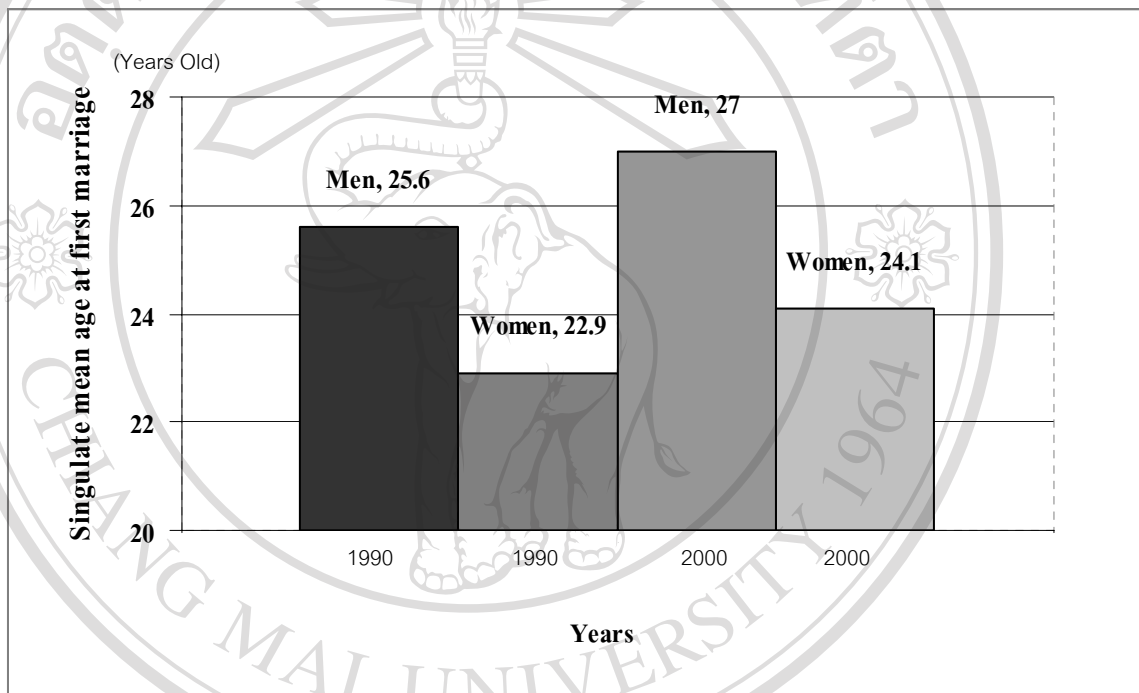 (Years Old)
Singulate mean age at first marriage
28
26
24
22
20
Men, 25.6
Women, 22.9
Men, 27
Women, 24.1
1990
1990
2000
2000
Years
CHIANG MAI UNIVERSITY 1964